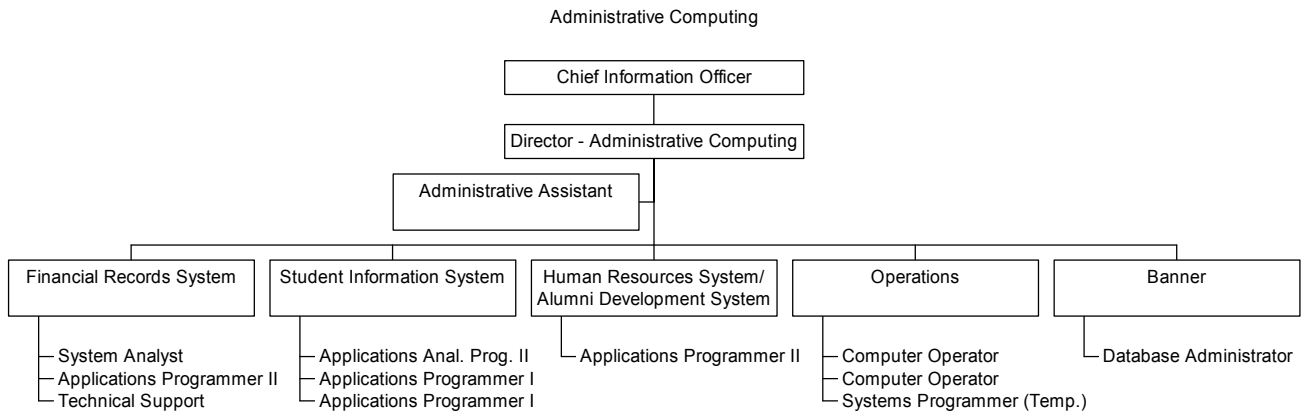 Administrative Computing
Chief Information Officer
Director - Administrative Computing
Administrative Assistant
Financial Records System
System Analyst
Applications Programmer II
Technical Support
Student Information System
Applications Anal. Prog. II
Applications Programmer I
Applications Programmer I
Human Resources System/
Alumni Development System
Applications Programmer II
Operations
Computer Operator
Computer Operator
Systems Programmer (Temp.)
Banner
Database Administrator